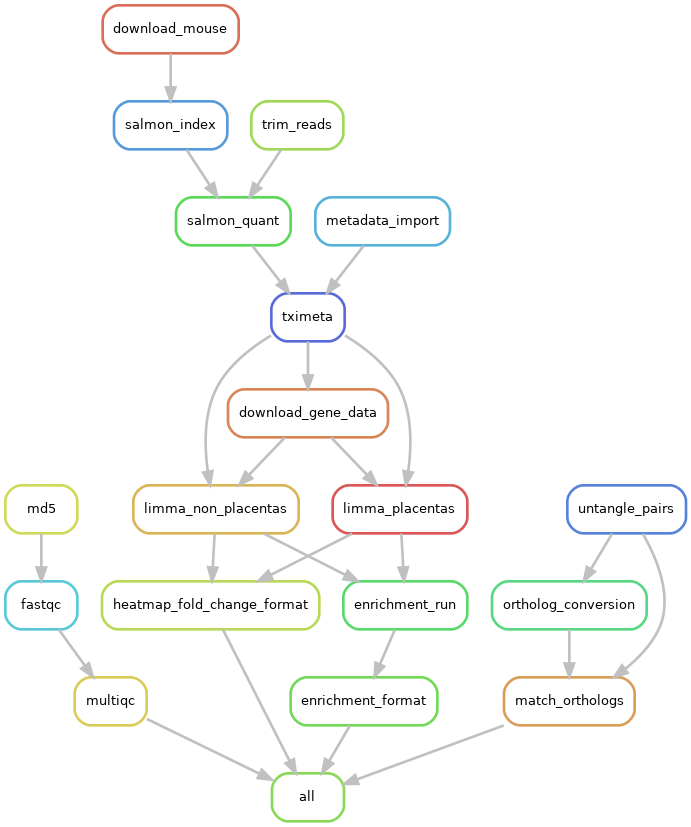 download_mouse
salmon_index
trim_reads
salmon_quant
metadata_import
tximeta
download_gene_data
md5
limma_non_placentas
limma_placentas
untangle_pairs
fastqc
heatmap_fold_change_format
enrichment_run
ortholog_conversion
multiqc
enrichment_format
match_orthologs
all